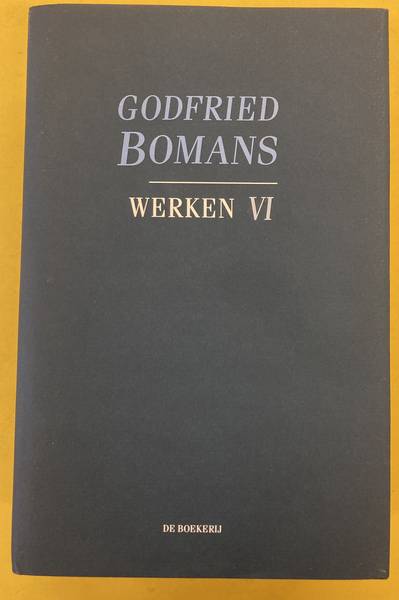 GODFRIED
BOMANS
WERKEN VI
DE BOEKERIJ